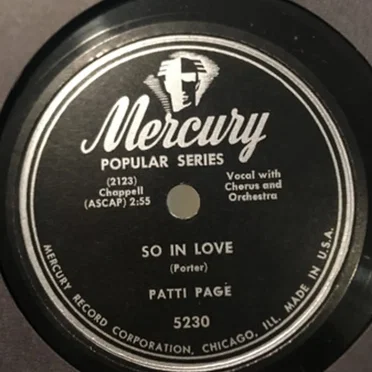 Mercury
POPULAR SERIES
(2123)
Chappell
(ASCAP) 2:55
Vocal with
Chorus and
Orchestra
SO IN LOVE
(Porter)
PATTI PAGE
5230
MERCURY RECORD CORPORATION, CHICAGO, ILL. MADE IN U.S.A.